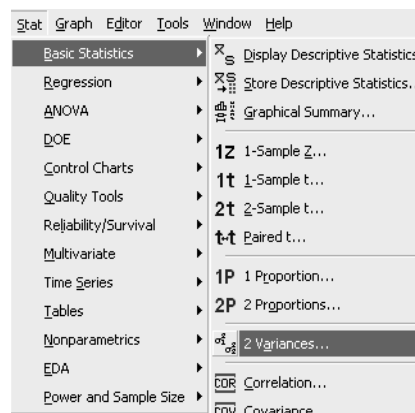 Stat Graph Editor Tools Window Help
Basic Statistics
Regression
ANOVA
DOE
Control Charts
Quality Tools
Reliability/Survival
Multivariate
Time Series
Tables
Nonparametrics
EDA
Power and Sample Size
Display Descriptive Statistics
Store Descriptive Statistics.
Graphical Summary...
1Z 1-Sample Z...
1t 1-Sample t...
2t 2-Sample t...
t-t Paired t...
1P 1 Proportion...
2P 2 Proportions...
2 Variances...
COR Correlation...
COV Covariance